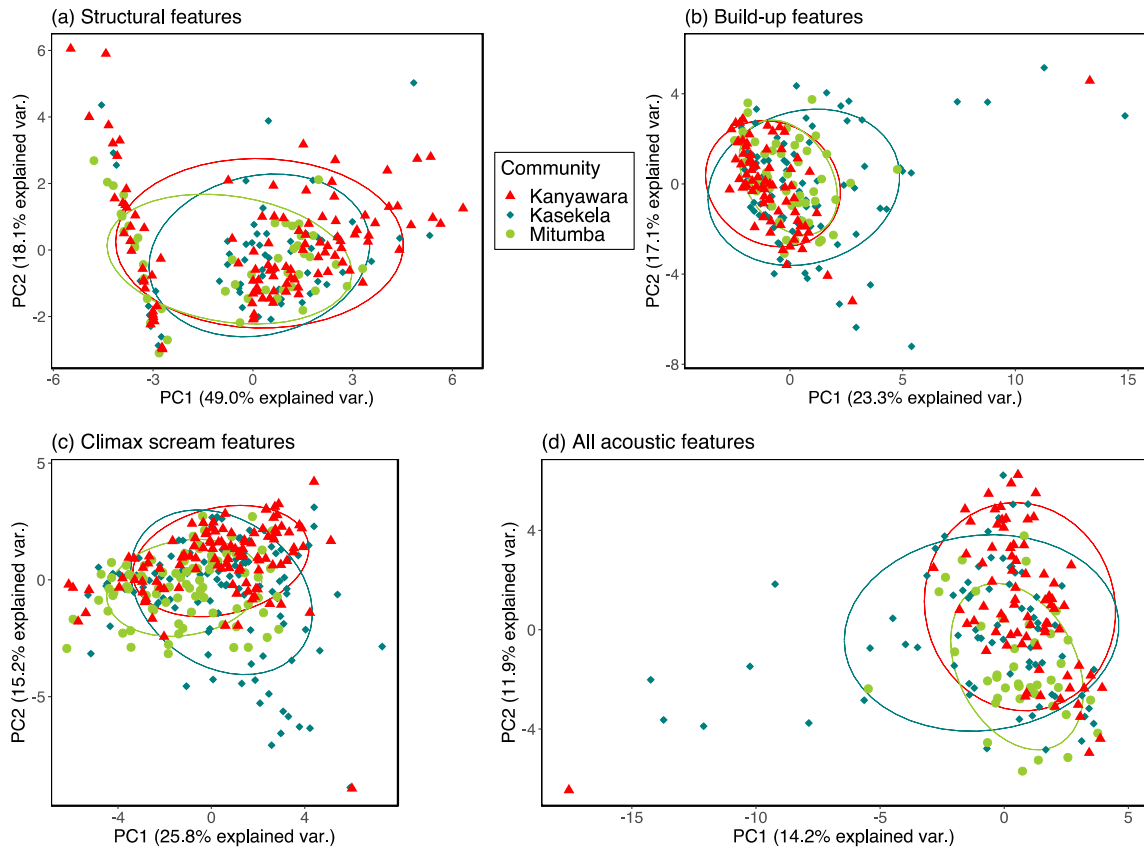 (a) Structural features
6
4
2
0
-2
-6
-3
0
3
6
PC1 (49.0% explained var.)
PC2 (18.1% explained var.)
Community
Kanyawara
Kasekela
Mitumba
(b) Build-up features
4
0
-4
-8
0
5
10
15
PC1 (23.3% explained var.)
PC2 (17.1% explained var.)
(c) Climax scream features
5
0
-5
-4
0
4
PC1 (25.8% explained var.)
PC2 (15.2% explained var.)
(d) All acoustic features
4
0
-4
-15
-10
-5
0
5
PC1 (14.2% explained var.)
PC2 (11.9% explained var.)